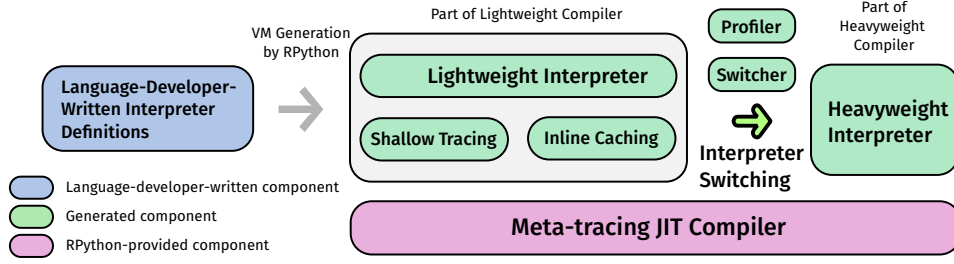 VM Generation
by RPython
Language-Developer-
Written Interpreter
Definitions
Part of Lightweight Compiler
Lightweight Interpreter
Shallow Tracing
Inline Caching
Profiler
Switcher
Interpreter
Switching
Part of
Heavyweight
Compiler
Heavyweight
Interpreter
Meta-tracing JIT Compiler
Language-developer-written component
Generated component
RPython-provided component